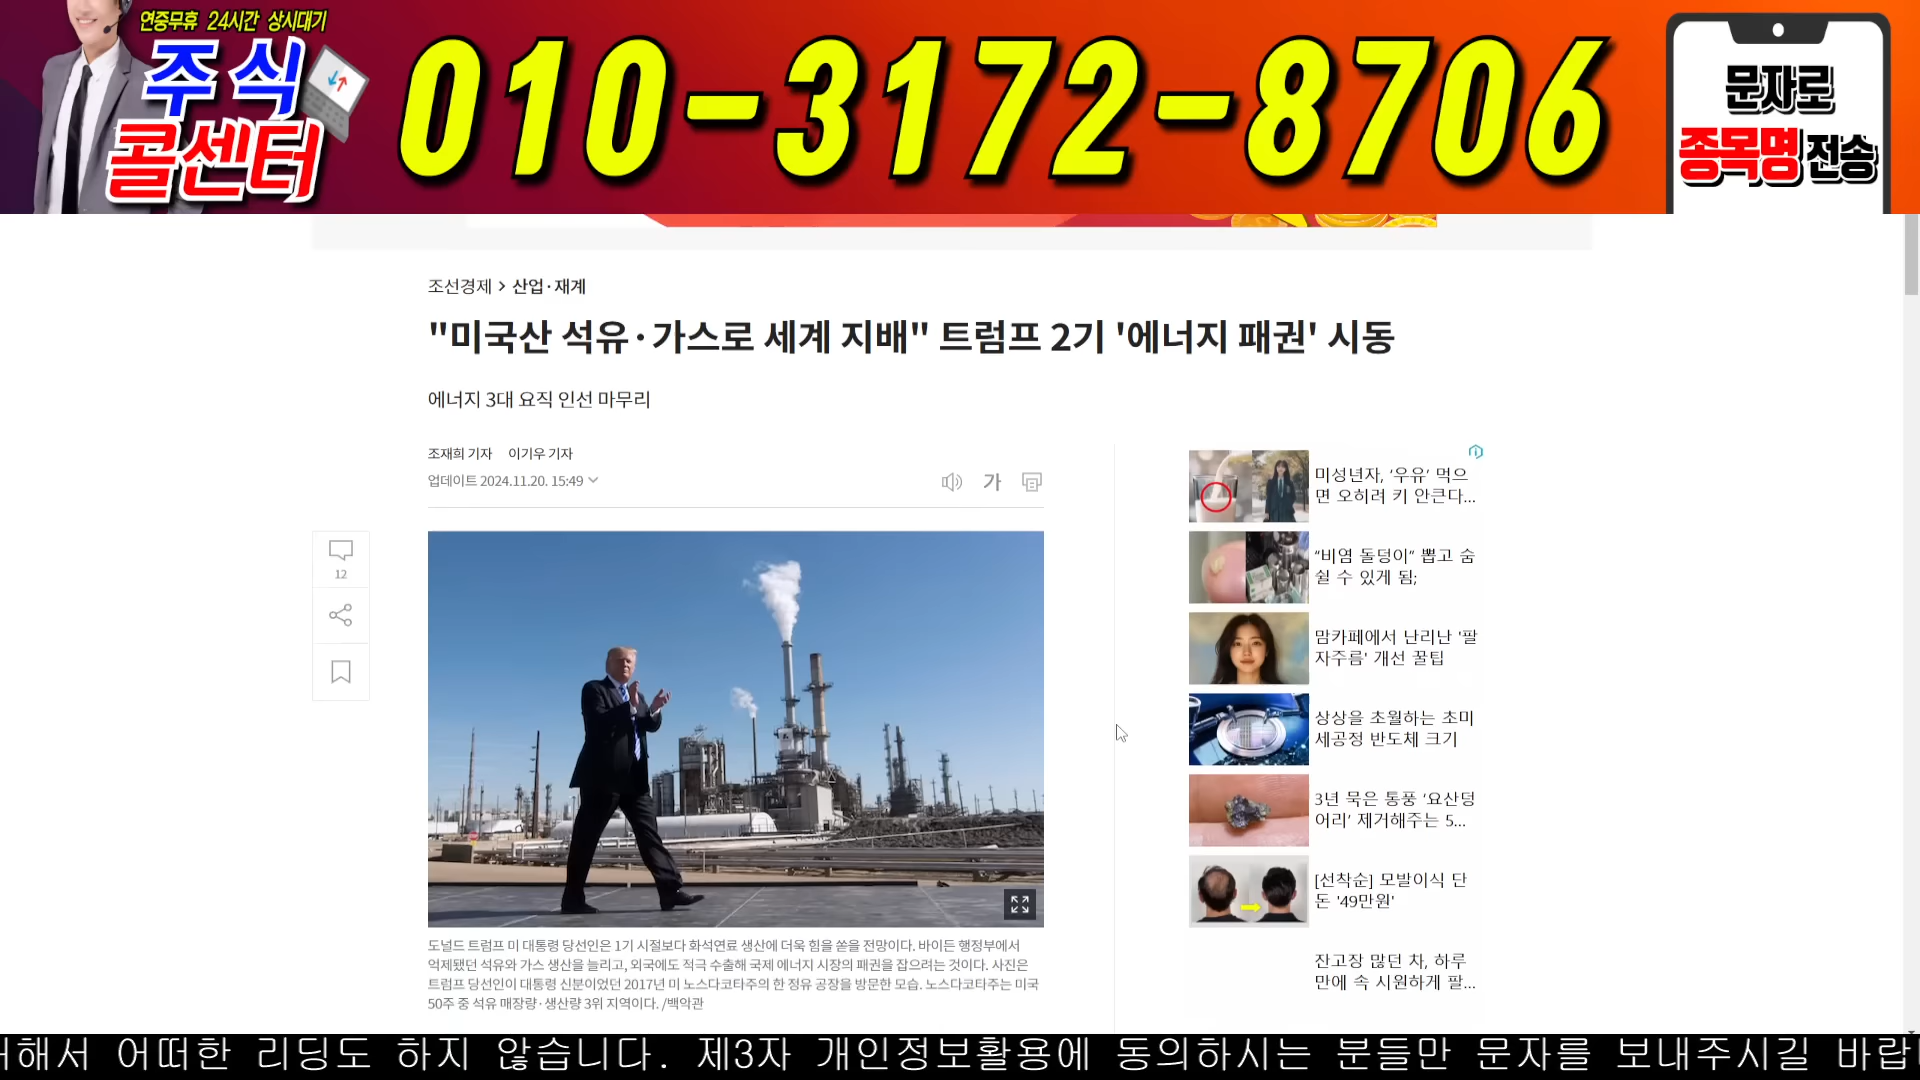 연중무휴 24시간 상시대기
주식
콜센터
010-3172-8706
문자로
종목명 전송
조선경제 > 산업·재계
"미국산 석유·가스로 세계 지배" 트럼프 2기 '에너지 패권' 시동
에너지 3대 요직 인선 마무리
조재희 기자 이기우 기자
업데이트 2024.11.20. 15:49
가
12
도널드 트럼프 미 대통령 당선인은 1기 시절보다 화석연료 생산에 더욱 힘을 쏟을 전망이다. 바이든 행정부에서
억제됐던 석유와 가스 생산을 늘리고, 외국에도 적극 수출해 국제 에너지 시장의 패권을 잡으려는 것이다. 사진은
트럼프 당선인이 대통령 신분이었던 2017년 미 노스다코타주의 한 정유 공장을 방문한 모습. 노스다코타주는 미국
50주 중 석유 매장량·생산량 3위 지역이다. /백악관
미성년자, ‘우유‘ 먹으
면 오히려 키 안큰다...
“비염 돌덩이” 뽑고 숨
쉴 수 있게 됨;
맘카페에서 난리난 '팔
자주름' 개선 꿀팁
상상을 초월하는 초미
세공정 반도체 크기
3년 묵은 통풍 ‘요산덩
어리’ 제거해주는 5...
[선착순] 모발이식 단
돈 '49만원'
잔고장 많던 차, 하루
만에 속 시원하게 팔...
해서 어떠한 리딩도 하지 않습니다. 제3자 개인정보활용에 동의하시는 분들만 문자를 보내주시길 바랍